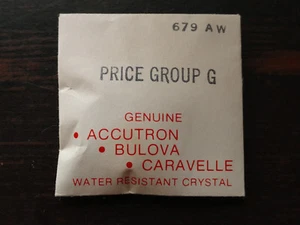 679 AW
PRICE GROUP G
GENUINE
• ACCUTRON
• BULOVA
• CARAVELLE
WATER RESISTANT CRYSTAL